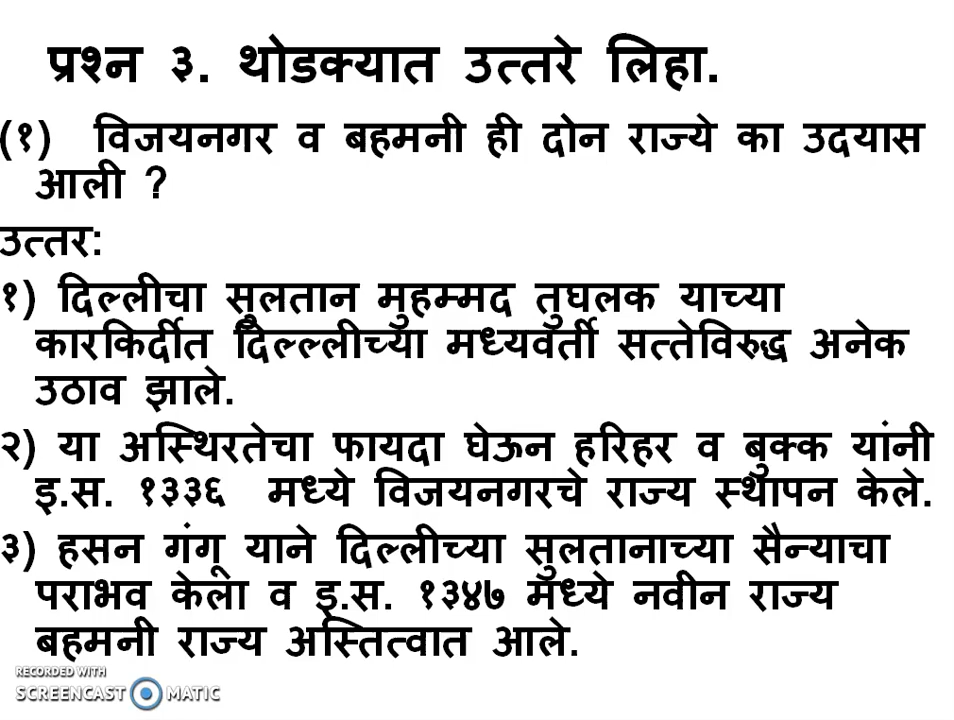 प्रश्न ३. थोडक्यात उत्तरे लिहा.
(१) विजयनगर व बहमनी ही दोन राज्ये का उदयास
आली ?
उत्तर:
१) दिल्लीचा सुलतान मुहम्मद तुघलक याच्या
कारकिर्दीत दिल्ल्लीच्या मध्यवर्ती सत्तेविरुद्ध अनेक
उठाव झाले.
२) या अस्थिरतेचा फायदा घेऊन हरिहर व बुक्क यांनी
इ.स. १३३६ मध्ये विजयनगरचे राज्य स्थापन केले.
३) हसन गंगू याने दिल्लीच्या सुलतानाच्या सैन्याचा
पराभव केला व इ.स. १३४७ मध्ये नवीन राज्य
बहमनी राज्य अस्तित्वात आले.
RECORDED WITH
SCREENCAST MATIC